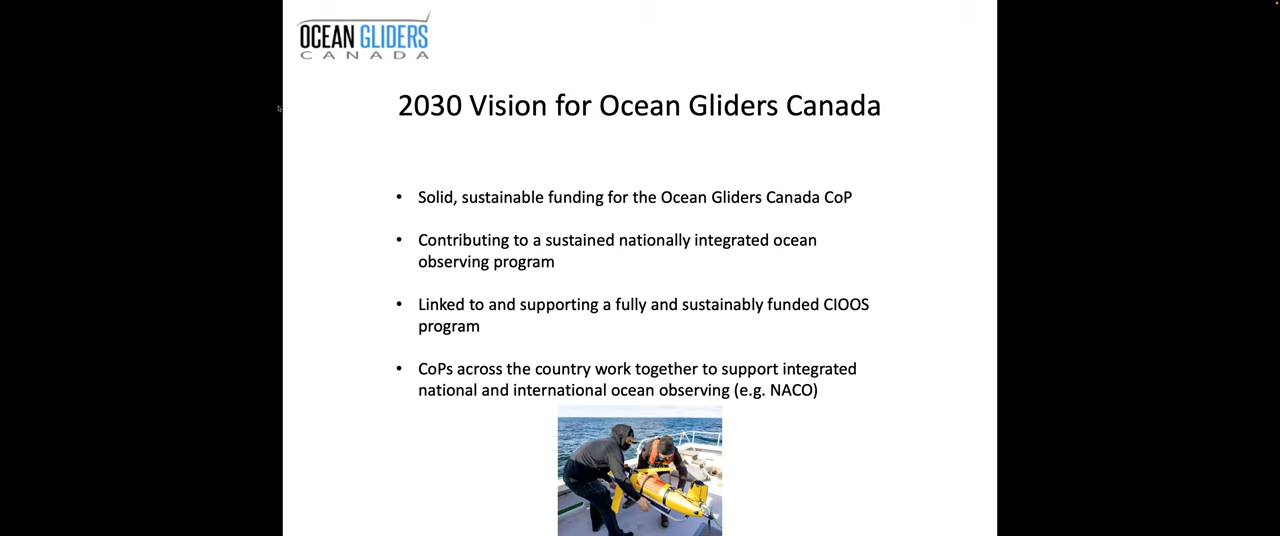 OCEAN GLIDERS
CANADA
2030 Vision for Ocean Gliders Canada
• Solid, sustainable funding for the Ocean Gliders Canada CoP
• Contributing to a sustained nationally integrated ocean
observing program
• Linked to and supporting a fully and sustainably funded CIOOS
program
• CoPs across the country work together to support integrated
national and international ocean observing (e.g. NACO)